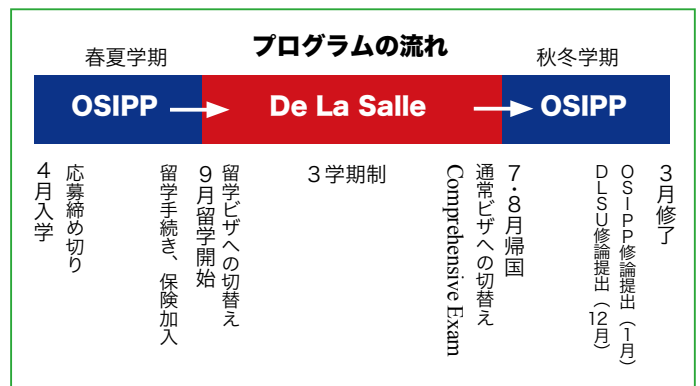 プログラムの流れ
春夏学期
秋冬学期
OSIPP
De La Salle
OSIPP
4月入学
応募締め切り
留学手続き、保険加入
9月留学開始
留学ビザへの切替え
3学期制
Comprehensive Exam
通常ビザへの切替え
7・8月帰国
DLSU修論提出（12月）
OSIPP修論提出（1月）
3月修了